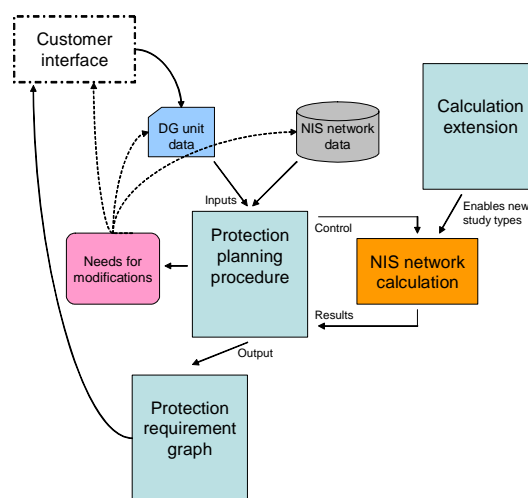 Customer
interface
DG unit
data
NIS network
data
Calculation
extension
Inputs
Enables new
study types
Protection
planning
procedure
Control
Needs for
modifications
NIS network
calculation
Results
Output
Protection
requirement
graph